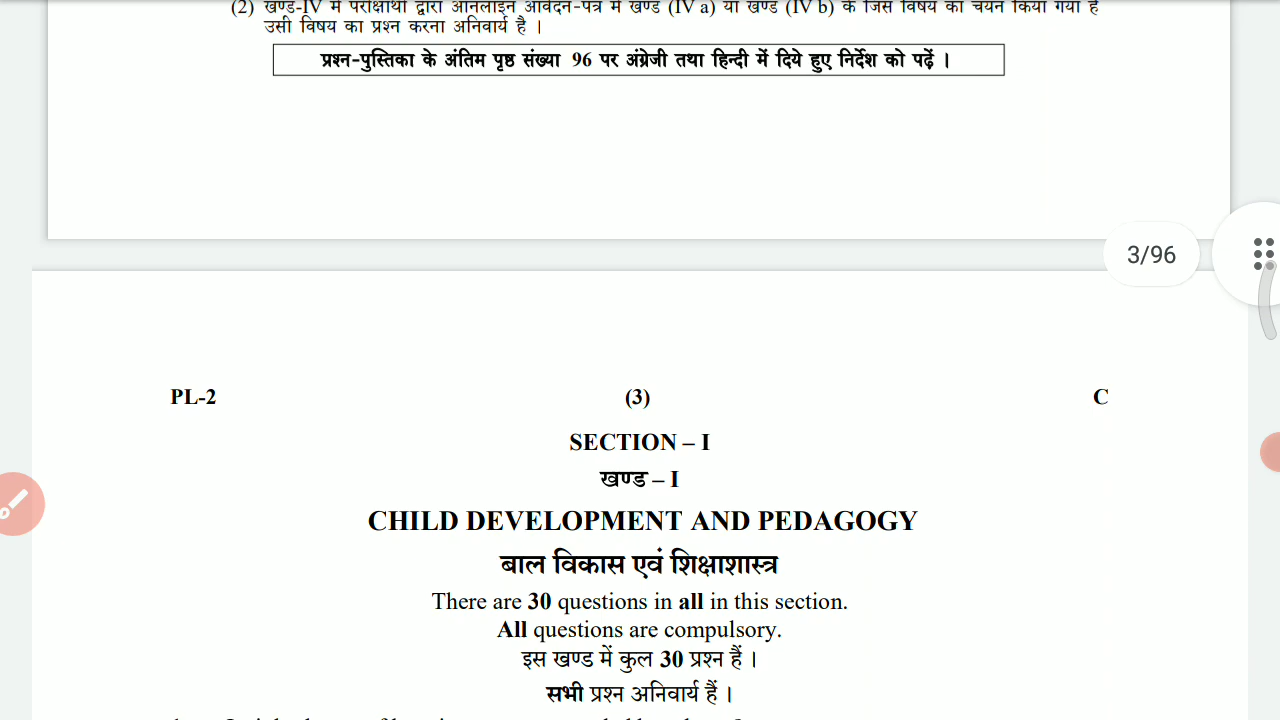 (2) खण्ड-IV में परीक्षार्थी द्वारा ऑनलाइन आवेदन-पत्र में खण्ड (IV a) या खण्ड (IV b) के जिस विषय का चयन किया गया है
उसी विषय का प्रश्न करना अनिवार्य है ।
प्रश्न-पुस्तिका के अंतिम पृष्ठ संख्या 96 पर अंग्रेजी तथा हिन्दी में दिये हुए निर्देश को पढ़ें ।
3/96
PL-2 (3) C
SECTION – I
खण्ड – I
CHILD DEVELOPMENT AND PEDAGOGY
बाल विकास एवं शिक्षाशास्त्र
There are 30 questions in all in this section.
All questions are compulsory.
इस खण्ड में कुल 30 प्रश्न हैं ।
सभी प्रश्न अनिवार्य हैं ।